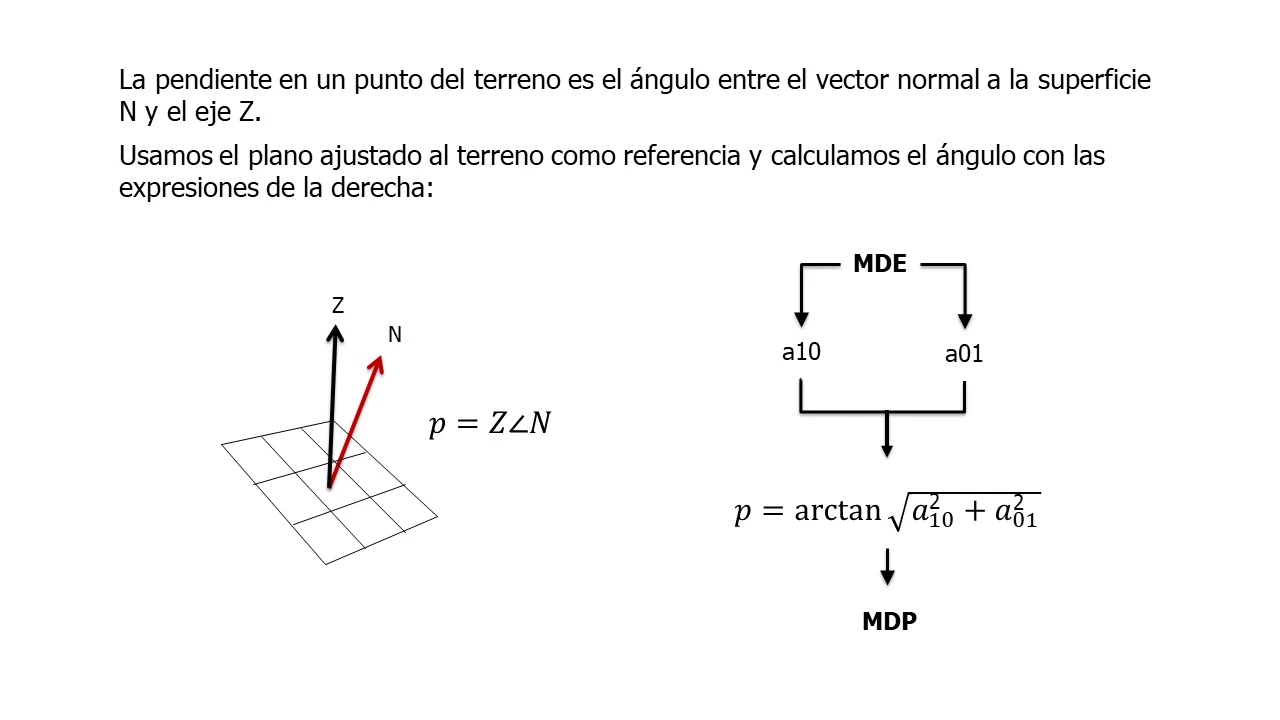 La pendiente en un punto del terreno es el ángulo entre el vector normal a la superficie
N y el eje Z.
Usamos el plano ajustado al terreno como referencia y calculamos el ángulo con las
expresiones de la derecha:
MDE
Z
N
a10
a01
p = Z∠N
p = arctan √(a₁₀² + a₀₁²)
MDP